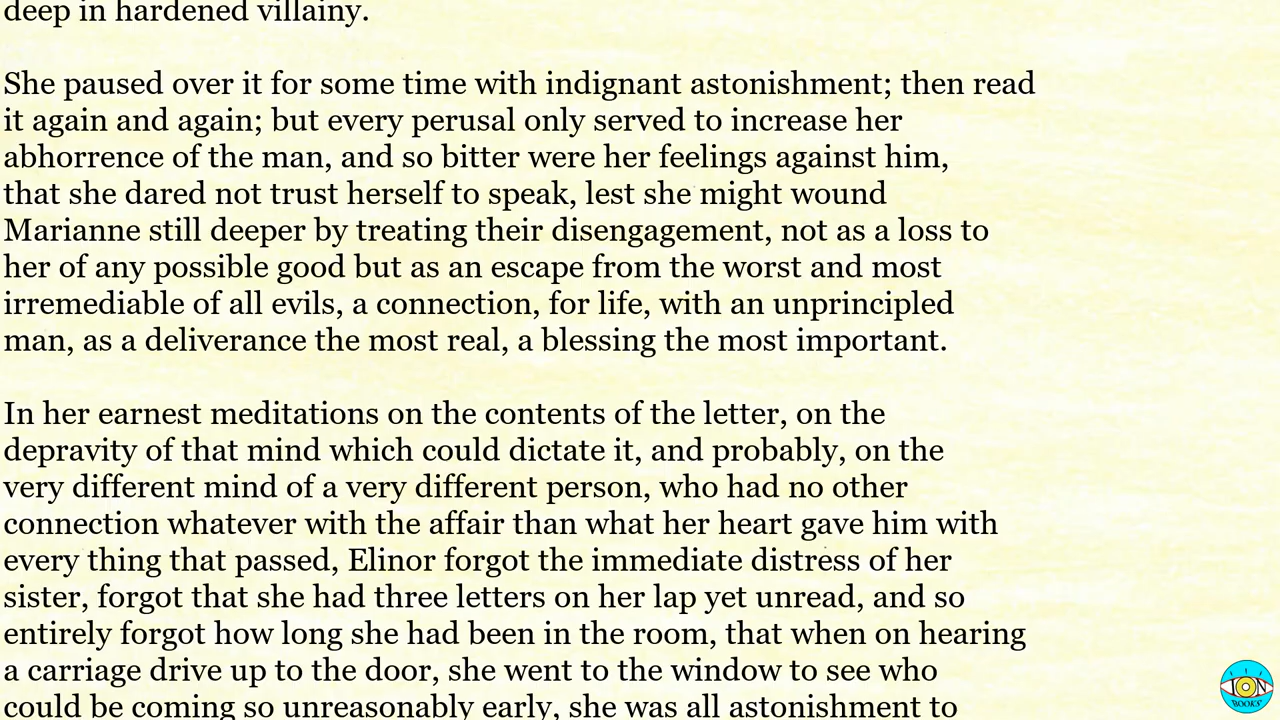 deep in hardened villainy.
She paused over it for some time with indignant astonishment; then read
it again and again; but every perusal only served to increase her
abhorrence of the man, and so bitter were her feelings against him,
that she dared not trust herself to speak, lest she might wound
Marianne still deeper by treating their disengagement, not as a loss to
her of any possible good but as an escape from the worst and most
irremediable of all evils, a connection, for life, with an unprincipled
man, as a deliverance the most real, a blessing the most important.
In her earnest meditations on the contents of the letter, on the
depravity of that mind which could dictate it, and probably, on the
very different mind of a very different person, who had no other
connection whatever with the affair than what her heart gave him with
every thing that passed, Elinor forgot the immediate distress of her
sister, forgot that she had three letters on her lap yet unread, and so
entirely forgot how long she had been in the room, that when on hearing
a carriage drive up to the door, she went to the window to see who
could be coming so unreasonably early, she was all astonishment to
ION
BOOKS